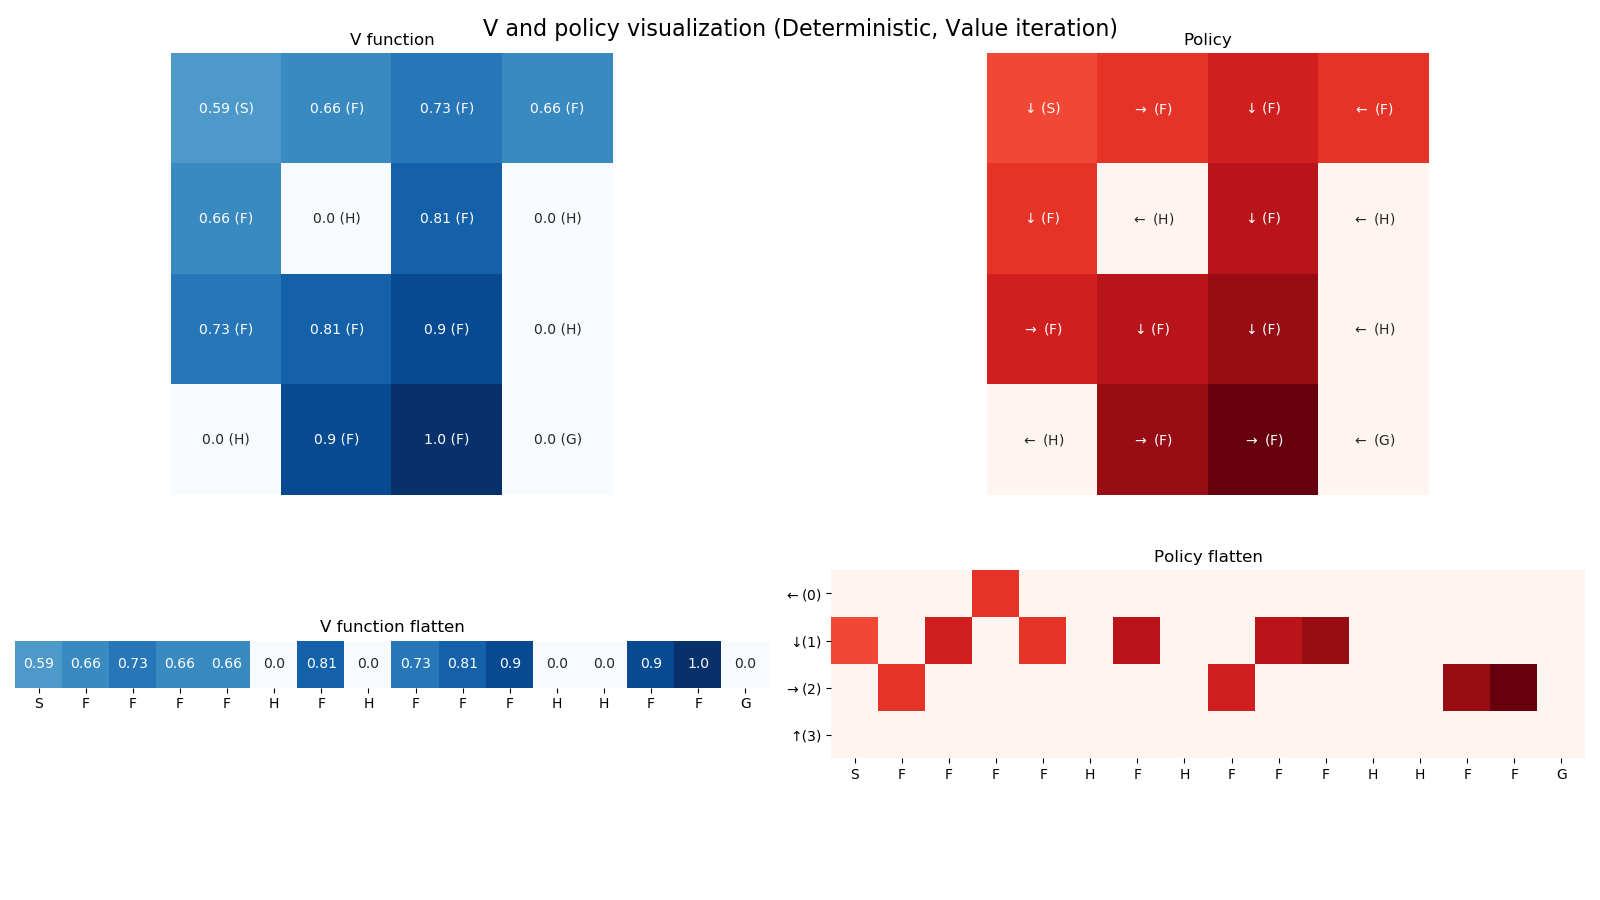 V and policy visualization (Deterministic, Value iteration)
V function
0.59 (S) 0.66 (F) 0.73 (F) 0.66 (F)
0.66 (F) 0.0 (H) 0.81 (F) 0.0 (H)
0.73 (F) 0.81 (F) 0.9 (F) 0.0 (H)
0.0 (H) 0.9 (F) 1.0 (F) 0.0 (G)
Policy
↓ (S) → (F) ↓ (F) ← (F)
↓ (F) ← (H) ↓ (F) ← (H)
→ (F) ↓ (F) ↓ (F) ← (H)
← (H) → (F) → (F) ← (G)
V function flatten
0.59 0.66 0.73 0.66 0.66 0.0 0.81 0.0 0.73 0.81 0.9 0.0 0.0 0.9 1.0 0.0
S F F F F H F H F F F H H F F G
Policy flatten
←(0)
↓(1)
→(2)
↑(3)
S F F F F H F H F F F H H F F G